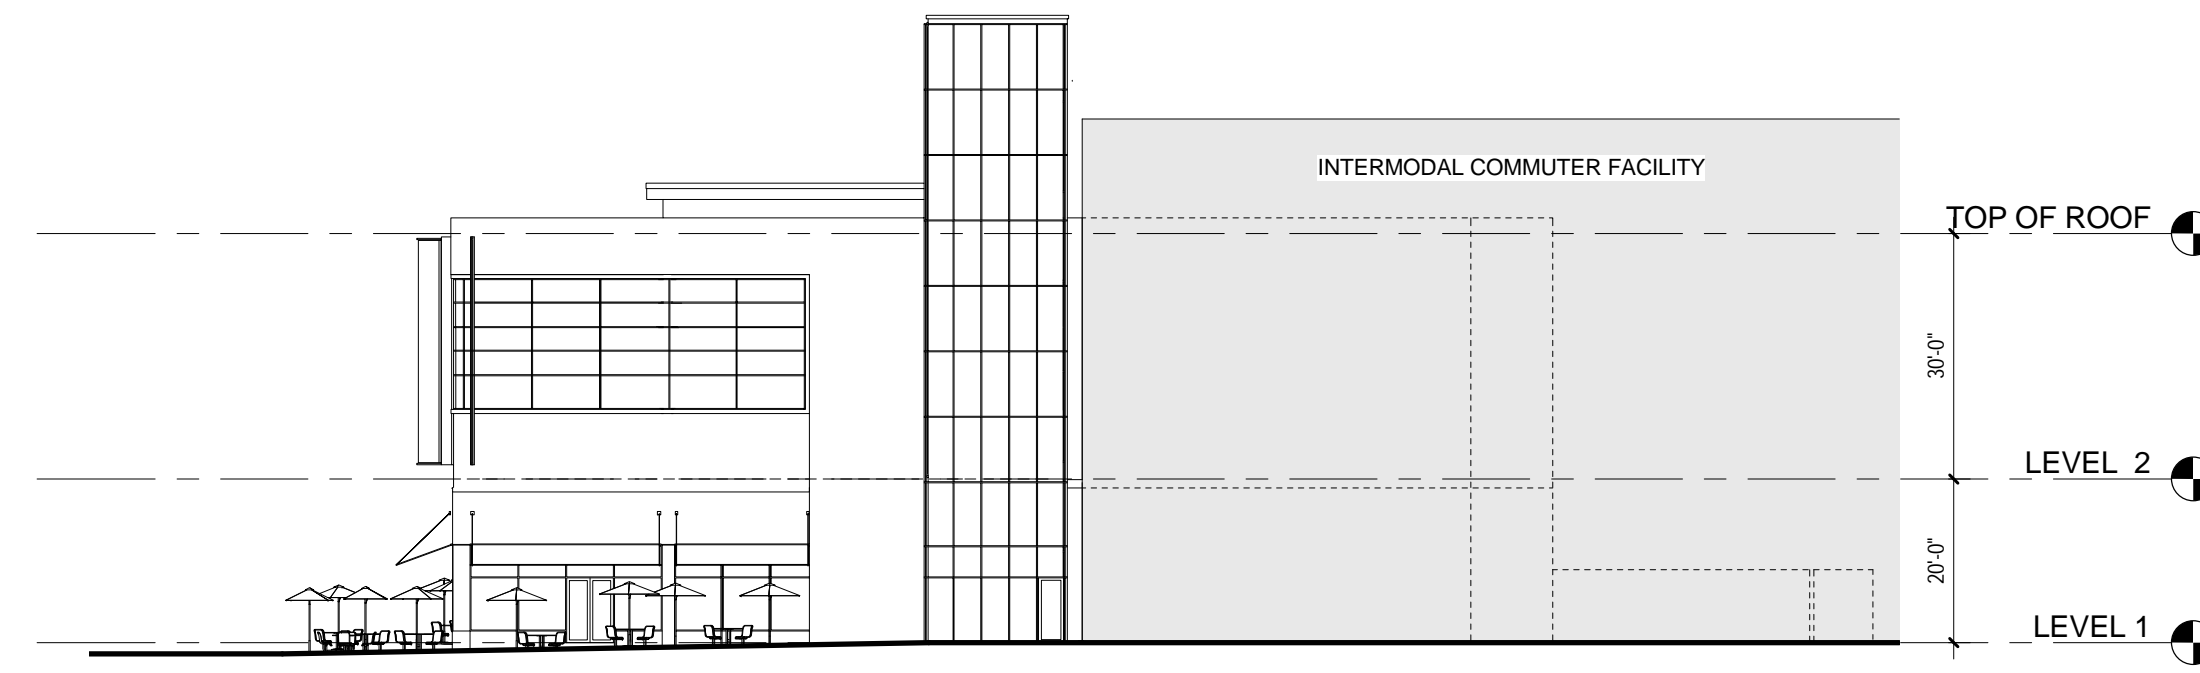 INTERMODAL COMMUTER FACILITY
TOP OF ROOF
30'-0"
LEVEL 2
20'-0"
LEVEL 1